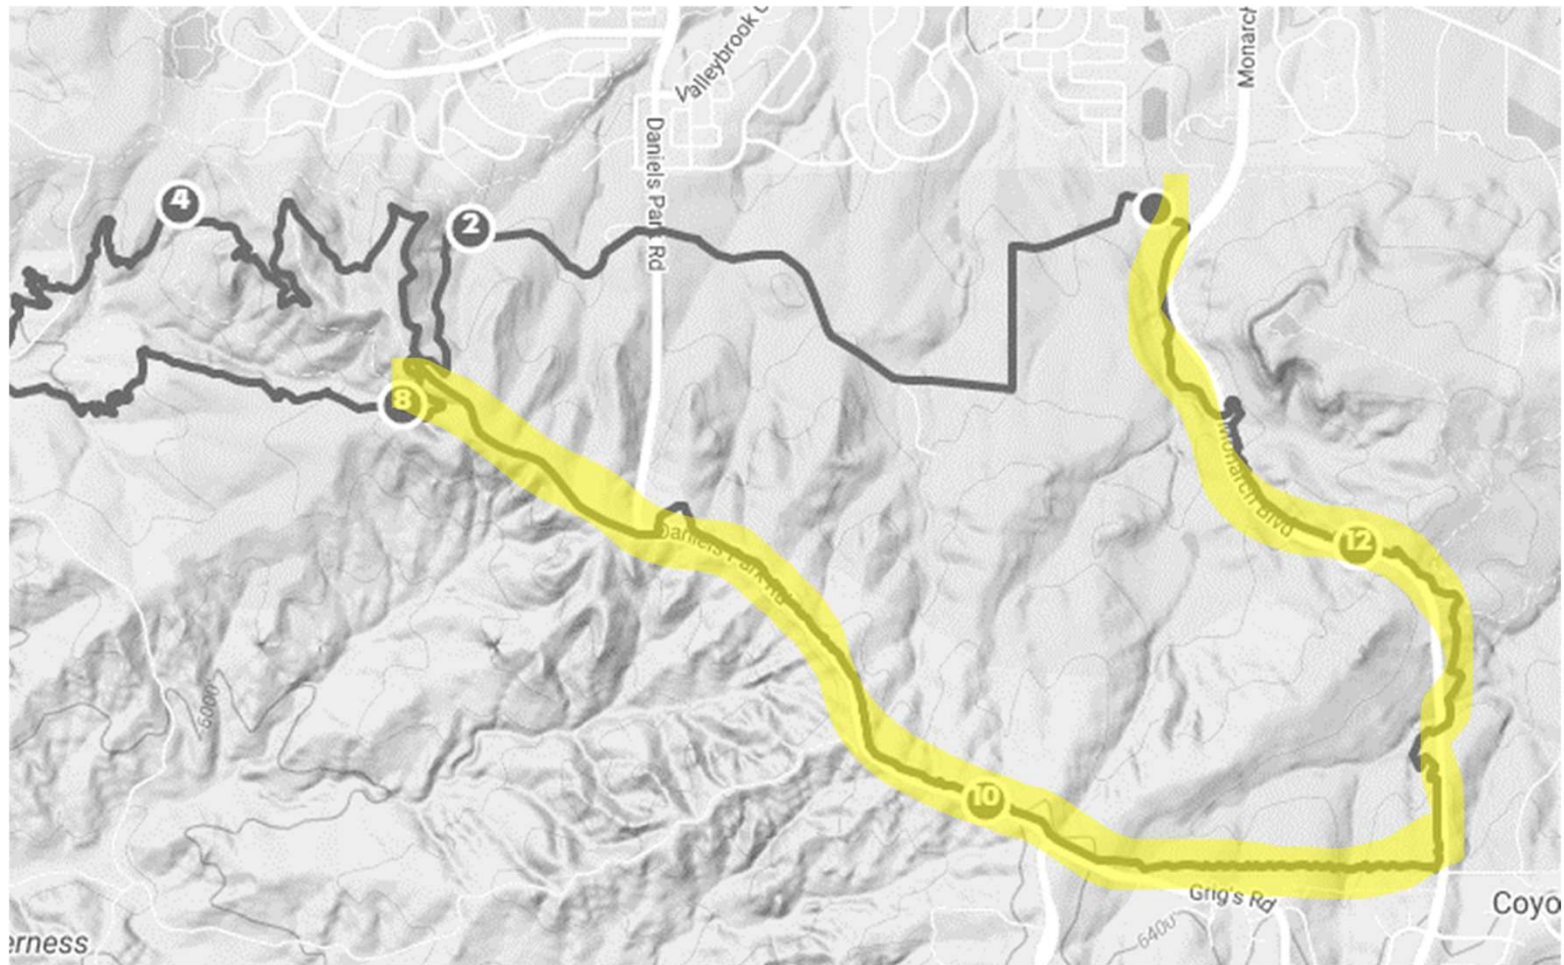 Monarch
Valleybrook C
Daniels Park Rd
4
2
8
Monarch Blvd
12
Daniels Park Rd
6000
10
Grig's Rd
6400
Coyo
erness